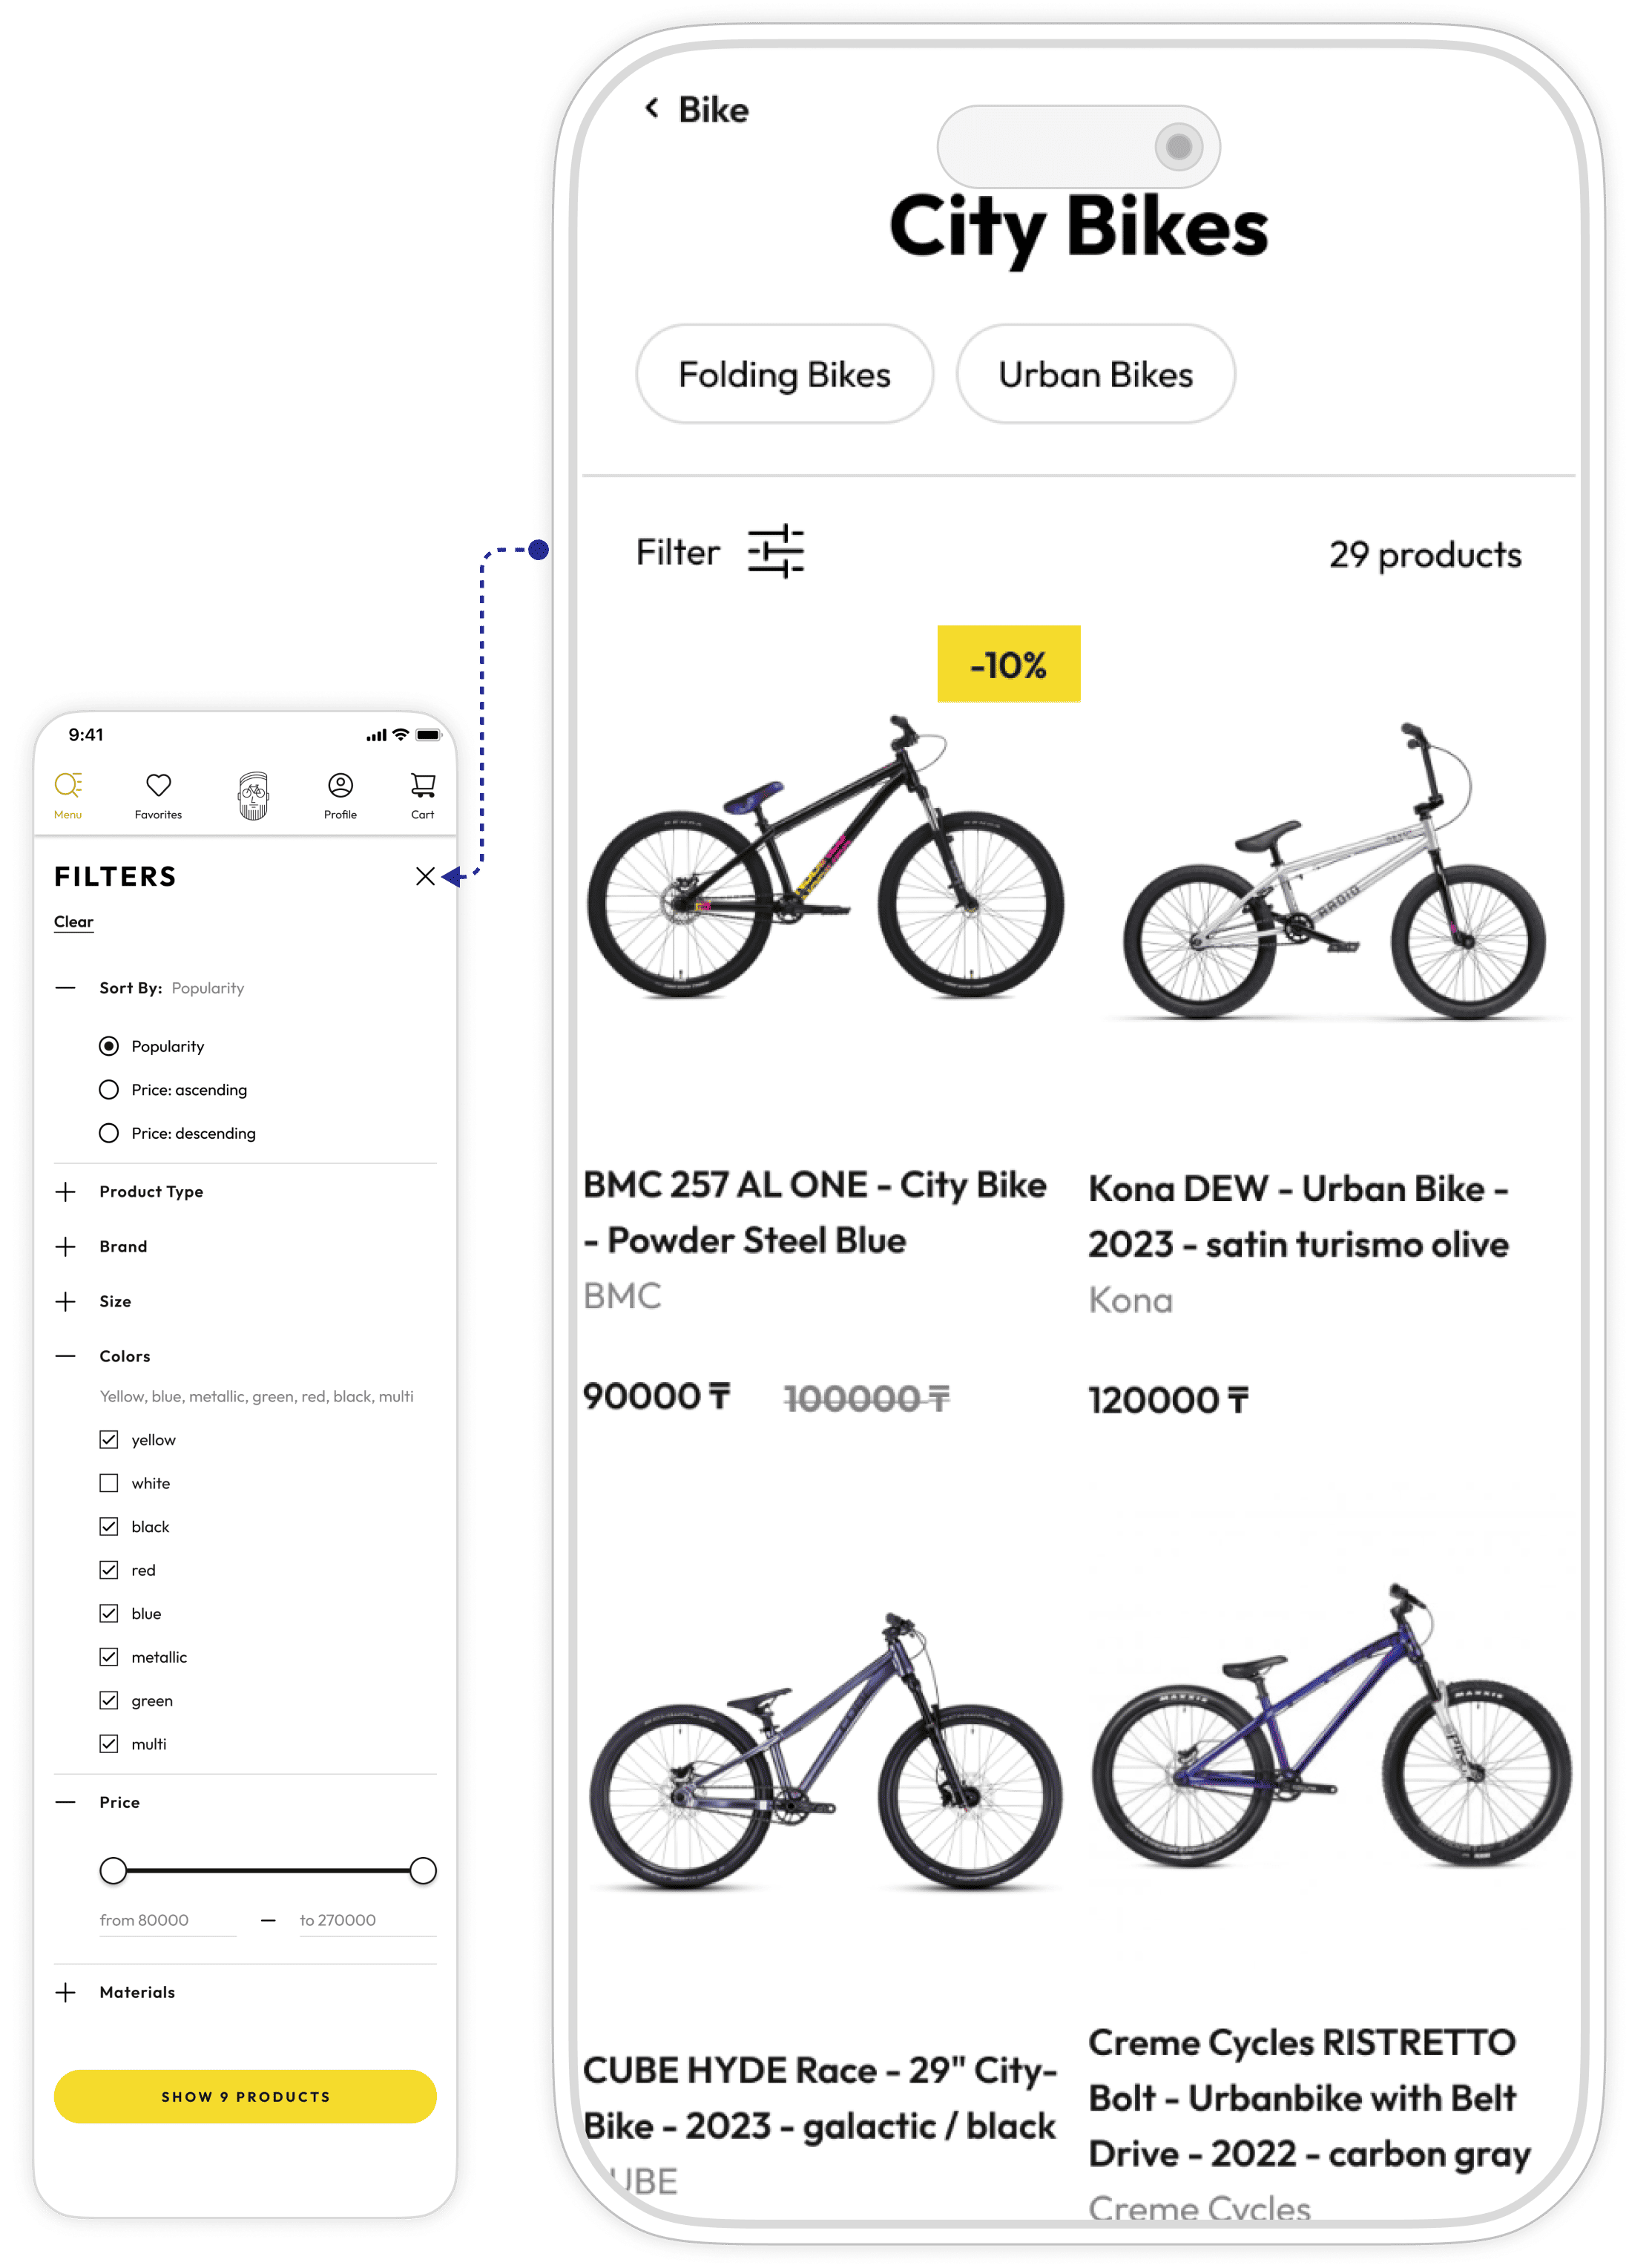 Bike
City Bikes
Folding Bikes
Urban Bikes
Filter
29 products
-10%
RADIO
BMC 257 AL ONE - City Bike
- Powder Steel Blue
BMC
90000 ₸
100000 ₸
Kona DEW - Urban Bike -
2023 - satin turismo olive
Kona
120000 ₸
MAXXIS
MAXXIS
CUBE HYDE Race - 29" City-
Bike - 2023 - galactic / black
UBE
Creme Cycles RISTRETTO
Bolt - Urbanbike with Belt
Drive - 2022 - carbon gray
Creme Cycles
9:41
Menu
Favorites
Profile
Cart
FILTERS
Clear
Sort By: Popularity
Popularity
Price: ascending
Price: descending
Product Type
Brand
Size
Colors
Yellow, blue, metallic, green, red, black, multi
yellow
white
black
red
blue
metallic
green
multi
Price
from 80000 — to 270000
Materials
SHOW 9 PRODUCTS